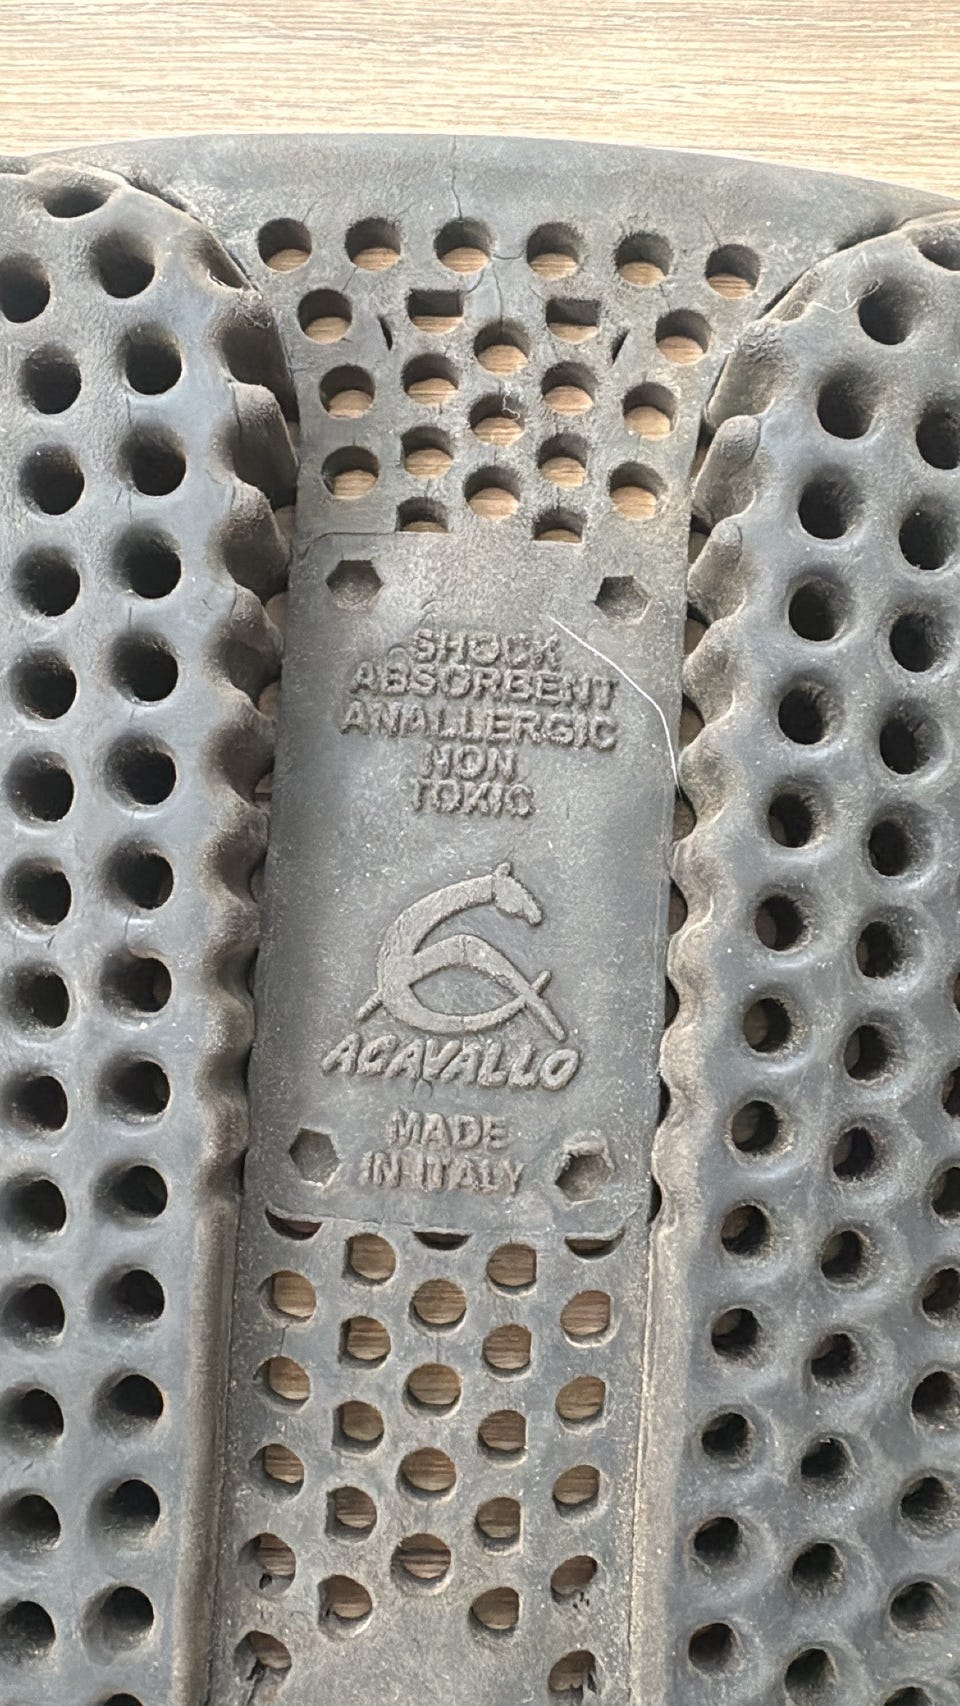 SHOCK
ABSORBENT
ANALLERGIC
NON
TOXIC
ACAVALLO
MADE
IN ITALY